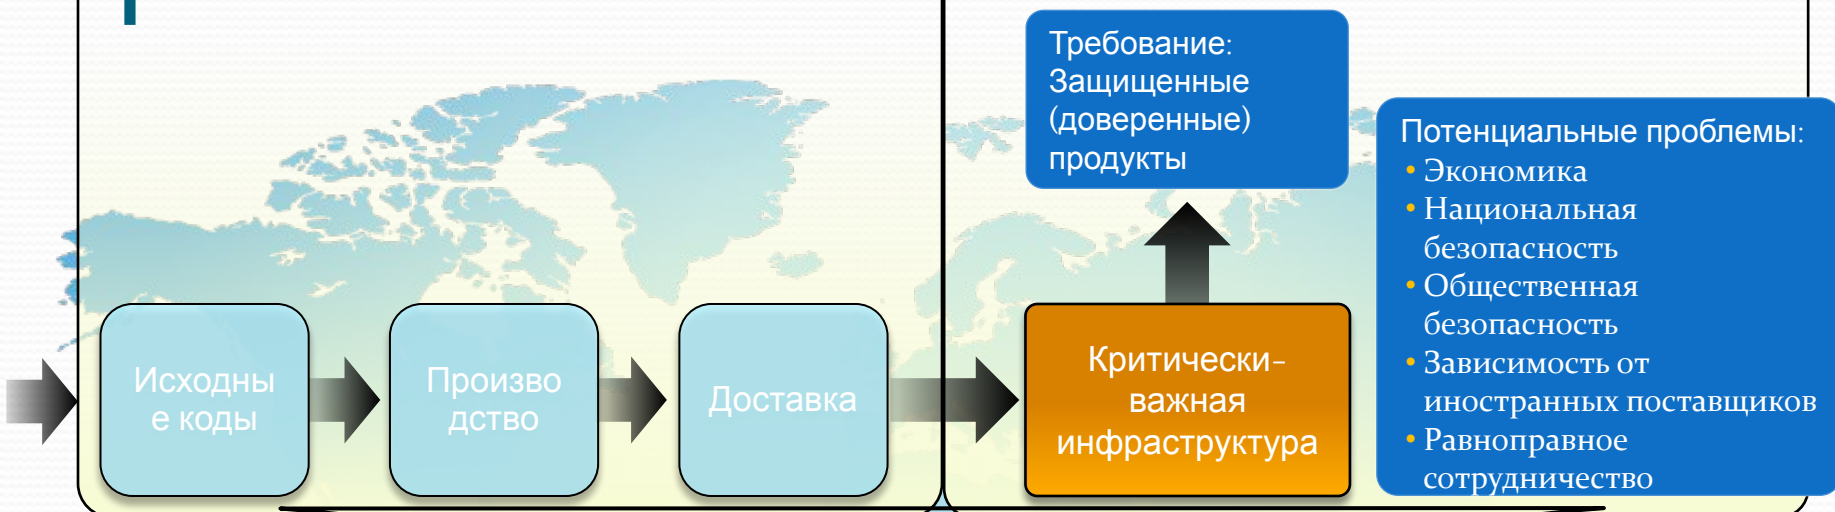 Требование:
Защищенные
(доверенные)
продукты
Потенциальные проблемы:
• Экономика
• Национальная
безопасность
• Общественная
безопасность
• Зависимость от
иностранных поставщиков
• Равноправное
сотрудничество
Исходны
е коды
Произво
дство
Доставка
Критически-
важная
инфраструктура